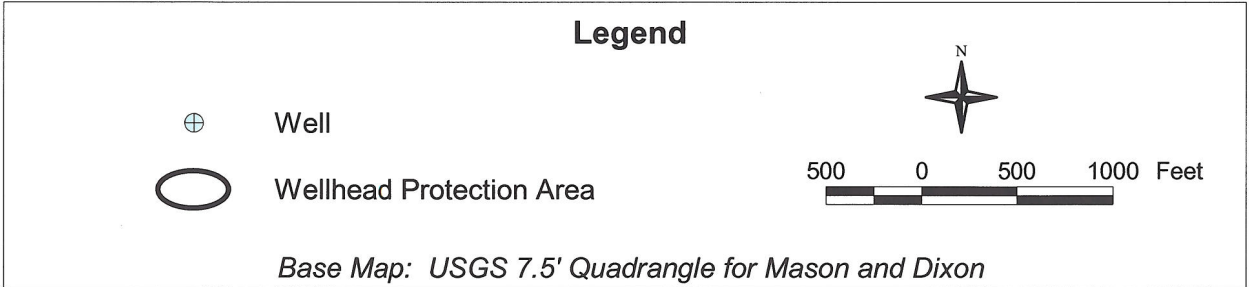 Legend
N
Well
500 0 500 1000 Feet
Wellhead Protection Area
Base Map: USGS 7.5' Quadrangle for Mason and Dixon